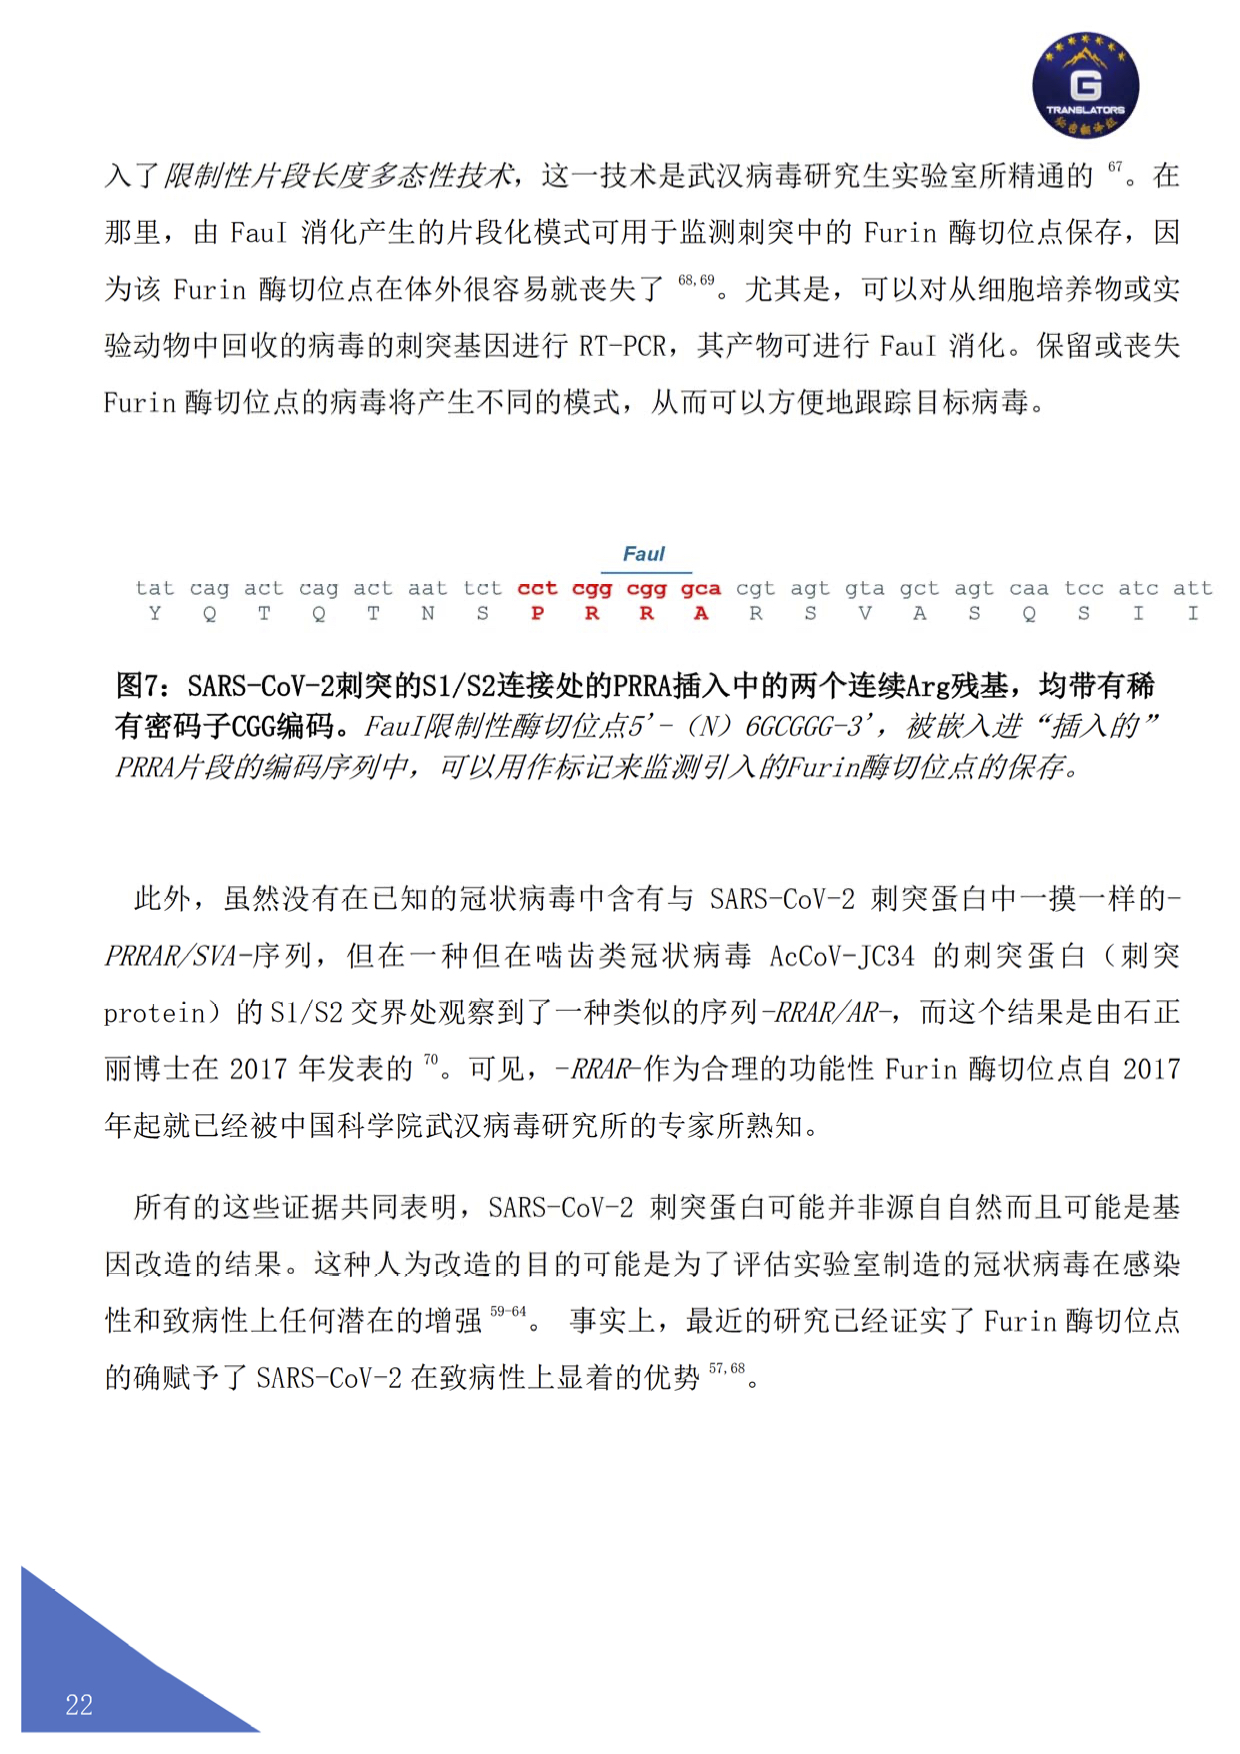 G
TRANSLATORS
秘密翻译组
入了限制性片段长度多态性技术，这一技术是武汉病毒研究生实验室所精通的 67。在
那里，由 FauI 消化产生的片段化模式可用于监测刺突中的 Furin 酶切位点保存，因
为该 Furin 酶切位点在体外很容易就丧失了 68,69。尤其是，可以对从细胞培养物或实
验动物中回收的病毒的刺突基因进行 RT-PCR，其产物可进行 FauI 消化。保留或丧失
Furin 酶切位点的病毒将产生不同的模式，从而可以方便地跟踪目标病毒。
FauI
tat cag act cag act aat tct cct cgg cgg gca cgt agt gta gct agt caa tcc atc att
Y Q T Q T N S P R R A R S V A S Q S I I
图7：SARS-CoV-2刺突的S1/S2连接处的PRRA插入中的两个连续Arg残基，均带有稀
有密码子CGG编码。FauI限制性酶切位点5’-（N）6GCGGG-3’，被嵌入进“插入的”
PRRA片段的编码序列中，可以用作标记来监测引入的Furin酶切位点的保存。
此外，虽然没有在已知的冠状病毒中含有与 SARS-CoV-2 刺突蛋白中一摸一样的-
PRRAR/SVA-序列，但在一种但在啮齿类冠状病毒 AcCoV-JC34 的刺突蛋白（刺突
protein）的 S1/S2 交界处观察到了一种类似的序列-RRAR/AR-，而这个结果是由石正
丽博士在 2017 年发表的 70。可见，-RRAR-作为合理的功能性 Furin 酶切位点自 2017
年起就已经被中国科学院武汉病毒研究所的专家所熟知。
所有的这些证据共同表明，SARS-CoV-2 刺突蛋白可能并非源自自然而且可能是基
因改造的结果。这种人为改造的目的可能是为了评估实验室制造的冠状病毒在感染
性和致病性上任何潜在的增强 59-64。 事实上，最近的研究已经证实了 Furin 酶切位点
的确赋予了 SARS-CoV-2 在致病性上显着的优势 57,68。
22